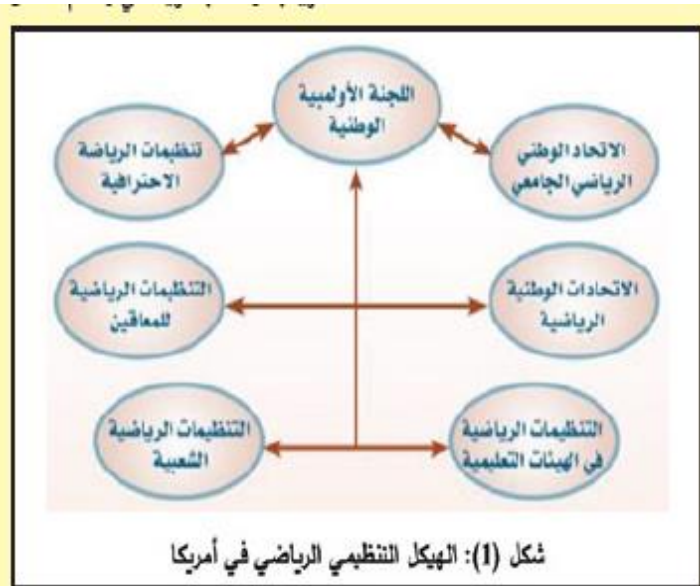 اللجنة الأولمبية
الوطنية
الاتحاد الوطني
الرياضي الجامعي
تنظيمات الرياضة
الاحترافية
الاتحادات الوطنية
الرياضية
التنظيمات الرياضية
للمعاقين
التنظيمات الرياضية
في الهيئات التعليمية
التنظيمات الرياضية
الشعبية
شكل (1): الهيكل التنظيمي الرياضي في أمريكا